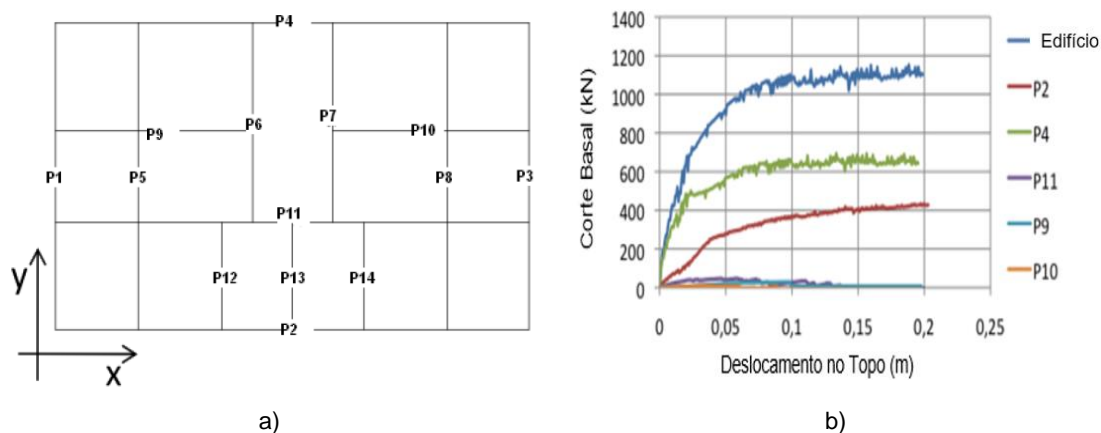 P4
P7
P6
P9
P10
P1
P5
P8
P3
P11
P12
P13
P14
P2
y
x
a)
1400
1200
1000
800
600
400
200
0
Corte Basal (kN)
0
0,05
0,1
0,15
0,2
0,25
Deslocamento no Topo (m)
Edifício
P2
P4
P11
P9
P10
b)